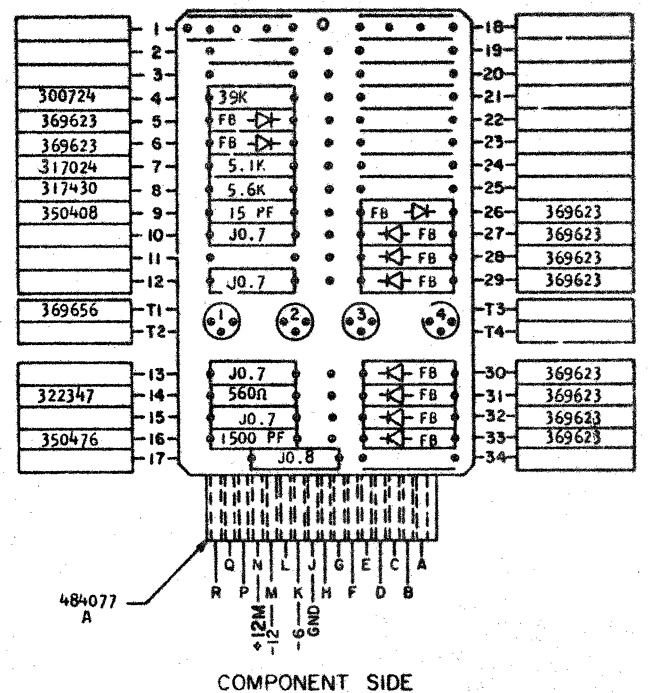 1 18
2 19
3 20
300724 4 39K 21
369623 5 FB 22
369623 6 FB 23
317024 7 5.1K 24
317430 8 5.6K 25
350408 9 15 PF FB 26 369623
10 J0.7 FB 27 369623
11 FB 28 369623
12 J0.7 FB 29 369623
369656 T1 1 2 3 4 T3
T2 T4
13 J0.7 FB 30 369623
322347 14 560Ω FB 31 369623
15 J0.7 FB 32 369623
350476 16 1500 PF FB 33 369623
17 J0.8 34
Q N L J G E C A
R P M K H F D B
484077
A
+12M -12 -6 GND
COMPONENT SIDE